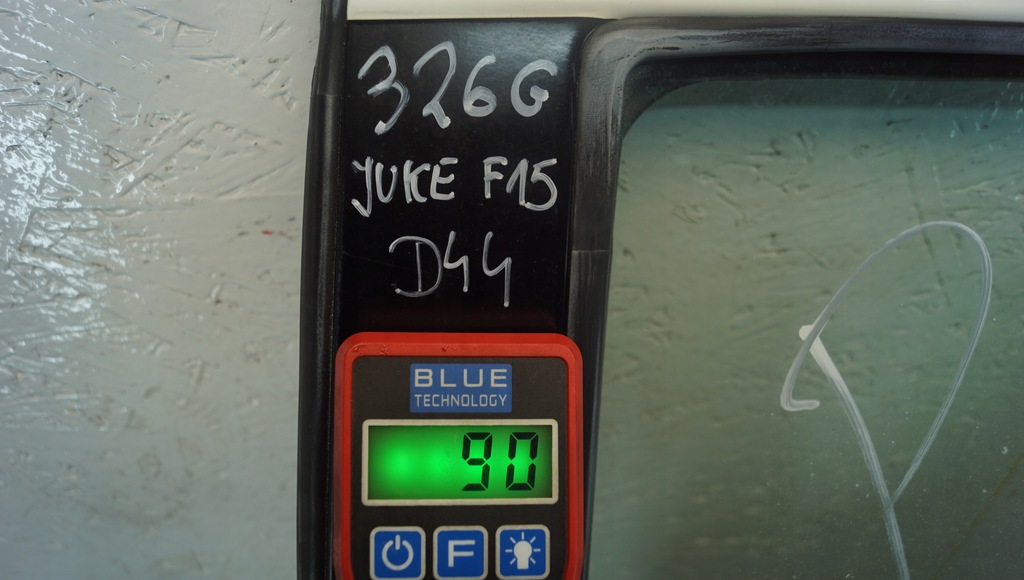 326G
JUKE F15
D44
BLUE
TECHNOLOGY
90
F